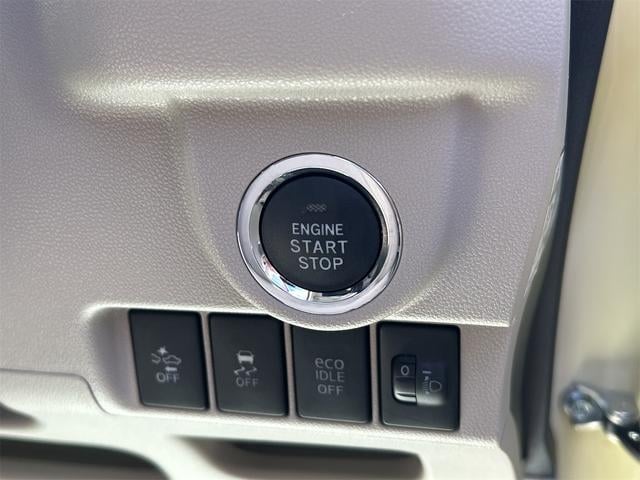 ENGINE
START
STOP
OFF
OFF
eco
IDLE
OFF
0